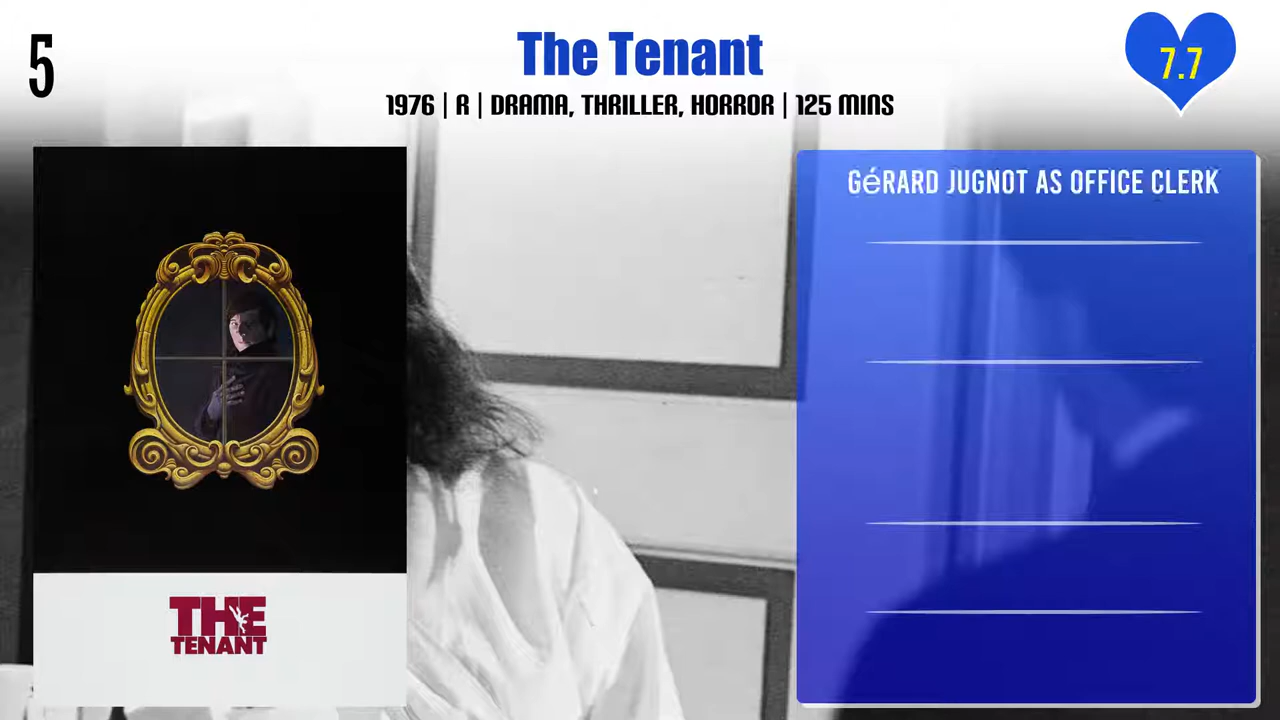 5
The Tenant
7.7
1976 | R | DRAMA, THRILLER, HORROR | 125 MINS
GéRARD JUGNOT AS OFFICE CLERK
THE
TENANT